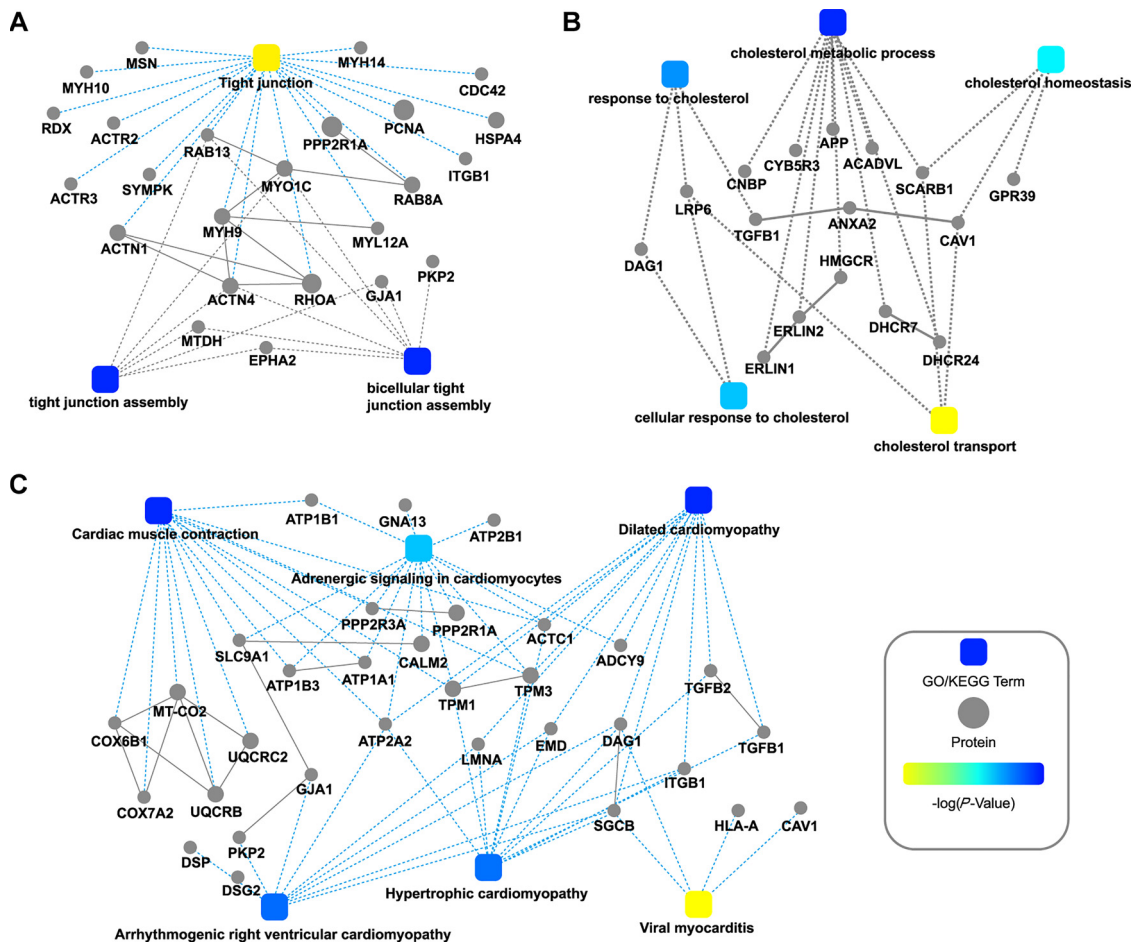 A
MSN
MYH14
MYH10
Tight junction
CDC42
RDX
ACTR2
PCNA
HSPA4
RAB13
PPP2R1A
ITGB1
ACTR3
SYMPK
MYO1C
RAB8A
MYH9
MYL12A
ACTN1
PKP2
ACTN4
RHOA
GJA1
MTDH
EPHA2
tight junction assembly
bicellular tight
junction assembly
B
cholesterol metabolic process
response to cholesterol
cholesterol homeostasis
APP
CYB5R3
ACADVL
CNBP
SCARB1
GPR39
LRP6
TGFB1
ANXA2
CAV1
DAG1
HMGCR
ERLIN2
DHCR7
ERLIN1
DHCR24
cellular response to cholesterol
cholesterol transport
C
ATP1B1
GNA13
ATP2B1
Cardiac muscle contraction
Dilated cardiomyopathy
Adrenergic signaling in cardiomyocytes
PPP2R3A
PPP2R1A
ACTC1
SLC9A1
CALM2
ADCY9
ATP1B3
ATP1A1
TPM1
TPM3
TGFB2
MT-CO2
COX6B1
UQCRC2
ATP2A2
LMNA
EMD
DAG1
TGFB1
COX7A2
UQCRB
GJA1
ITGB1
SGCB
HLA-A
CAV1
PKP2
DSP
DSG2
Hypertrophic cardiomyopathy
Arrhythmogenic right ventricular cardiomyopathy
Viral myocarditis
GO/KEGG Term
Protein
-log(P-Value)